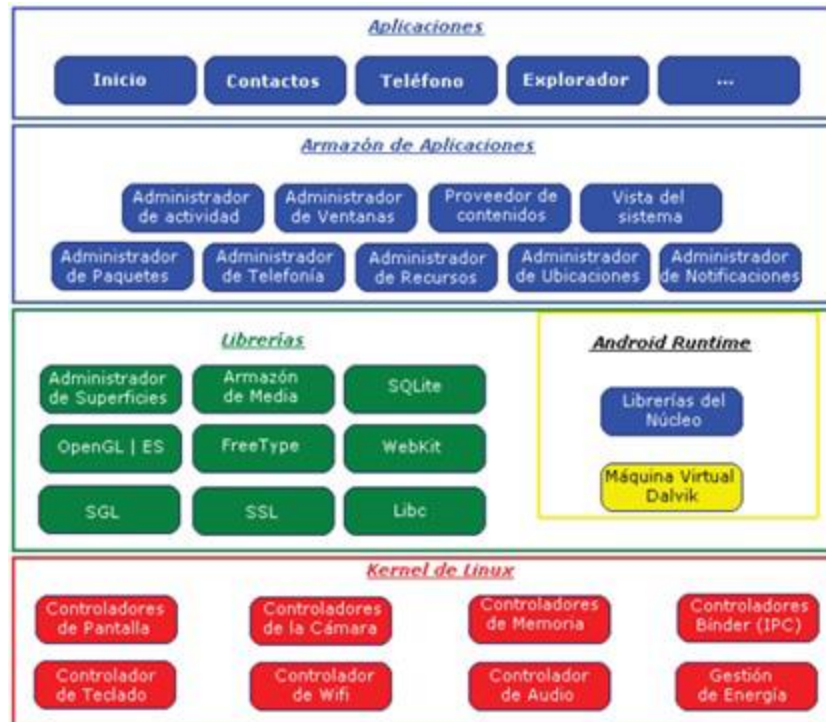 Aplicaciones
Inicio
Contactos
Teléfono
Explorador
...
Armazón de Aplicaciones
Administrador
de actividad
Administrador
de Ventanas
Proveedor de
contenidos
Vista del
sistema
Administrador
de Paquetes
Administrador
de Telefonía
Administrador
de Recursos
Administrador
de Ubicaciones
Administrador
de Notificaciones
Librerías
Administrador
de Superficies
Armazón
de Media
SQLite
OpenGL | ES
FreeType
WebKit
SGL
SSL
Libc
Android Runtime
Librerías del
Núcleo
Máquina Virtual
Dalvik
Kernel de Linux
Controladores
de Pantalla
Controladores
de la Cámara
Controladores
de Memoria
Controladores
Bínder (IPC)
Controlador
de Teclado
Controlador
de Wifi
Controlador
de Audio
Gestión
de Energía